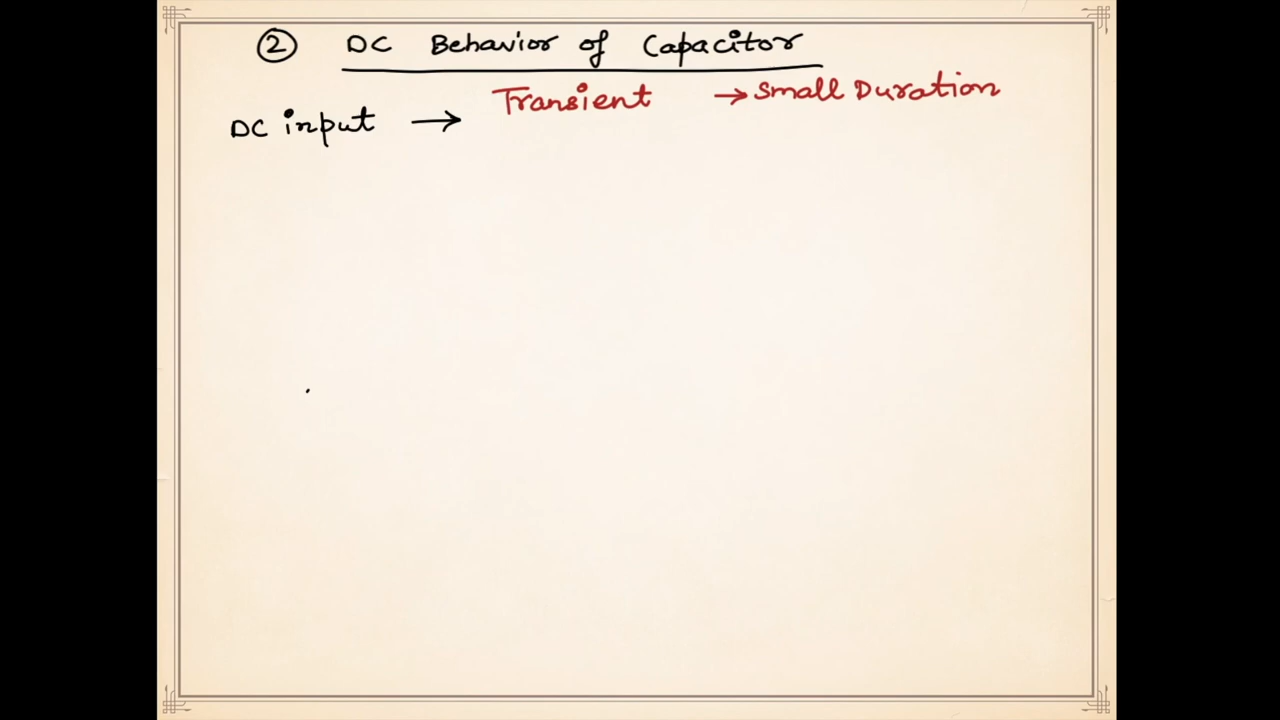 ② DC Behavior of Capacitor
Transient → Small Duration
DC input →